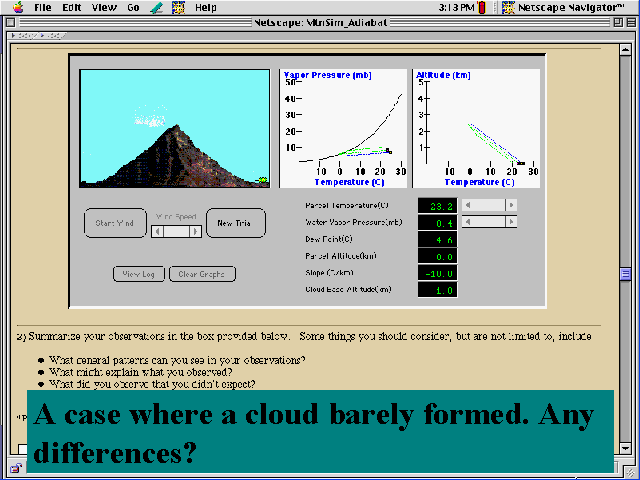 File Edit View Go Help 3:13 PM Netscape Navigator™
Netscape: MtnSim_Adiabat
Vapor Pressure (mb)
50
40
30
20
10
10 0 10 20 30
Temperature (C)
Altitude (km)
5
4
3
2
1
10 0 10 20 30
Temperature (C)
Start Wind
Wind Speed
New Trial
View Log
Clear Graphs
Parcel Temperature(C) 23.2
Water Vapor Pressure(mb)
Dew Point(C) 4.6
Parcel Altitude(km) 0.0
Slope (C/km) -10.0
Cloud Base Altitude(km) 1.0
2) Summarize your observations in the box provided below. Some things you should consider, but are not limited to, include
● What general patterns can you see in your observations?
● What might explain what you observed?
● What did you observe that you didn't expect?
A case where a cloud barely formed. Any
differences?